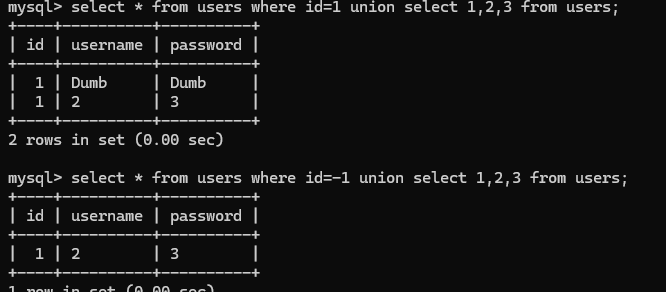 mysql> select * from users where id=1 union select 1,2,3 from users;
+----+----------+----------+
| id | username | password |
+----+----------+----------+
|  1 | Dumb     | Dumb     |
|  1 | 2        | 3        |
+----+----------+----------+
2 rows in set (0.00 sec)
mysql> select * from users where id=-1 union select 1,2,3 from users;
+----+----------+----------+
| id | username | password |
+----+----------+----------+
|  1 | 2        | 3        |
+----+----------+----------+
1 row in set (0.00 sec)